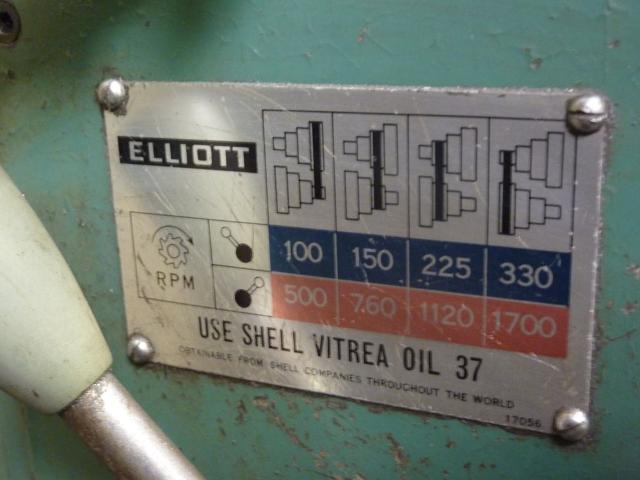 ELLIOTT
RPM
100 150 225 330
500 760 1120 1700
USE SHELL VITREA OIL 37
OBTAINABLE FROM SHELL COMPANIES THROUGHOUT THE WORLD
17056